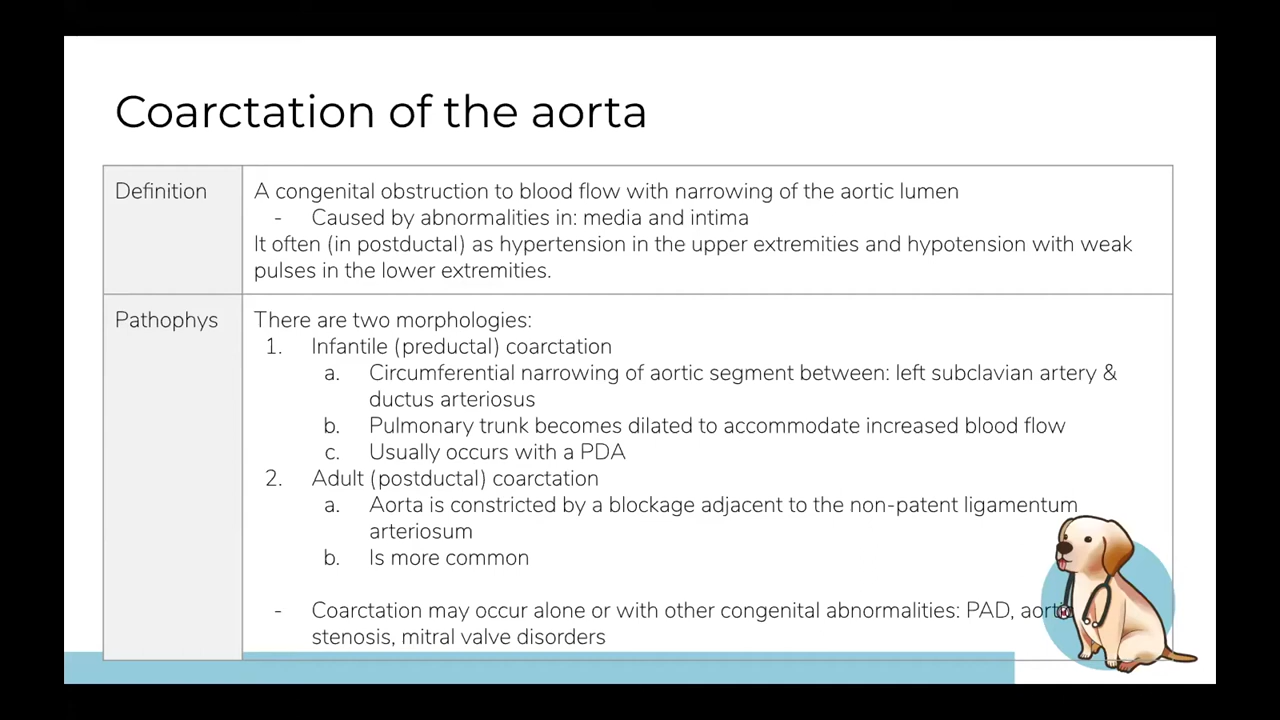 Coarctation of the aorta
Definition
A congenital obstruction to blood flow with narrowing of the aortic lumen
- Caused by abnormalities in: media and intima
It often (in postductal) as hypertension in the upper extremities and hypotension with weak
pulses in the lower extremities.
Pathophys
There are two morphologies:
1. Infantile (preductal) coarctation
a. Circumferential narrowing of aortic segment between: left subclavian artery &
ductus arteriosus
b. Pulmonary trunk becomes dilated to accommodate increased blood flow
c. Usually occurs with a PDA
2. Adult (postductal) coarctation
a. Aorta is constricted by a blockage adjacent to the non-patent ligamentum
arteriosum
b. Is more common
- Coarctation may occur alone or with other congenital abnormalities: PAD, aortic
stenosis, mitral valve disorders